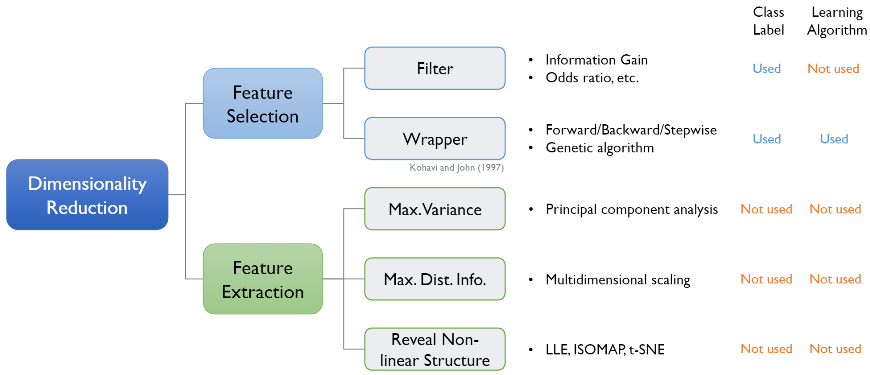 Class
Label
Learning
Algorithm
Dimensionality
Reduction
Feature
Selection
Filter
• Information Gain
• Odds ratio, etc.
Used
Not used
Wrapper
Kohavi and John (1997)
• Forward/Backward/Stepwise
• Genetic algorithm
Used
Used
Feature
Extraction
Max. Variance
• Principal component analysis
Not used
Not used
Max. Dist. Info.
• Multidimensional scaling
Not used
Not used
Reveal Non-
linear Structure
• LLE, ISOMAP, t-SNE
Not used
Not used